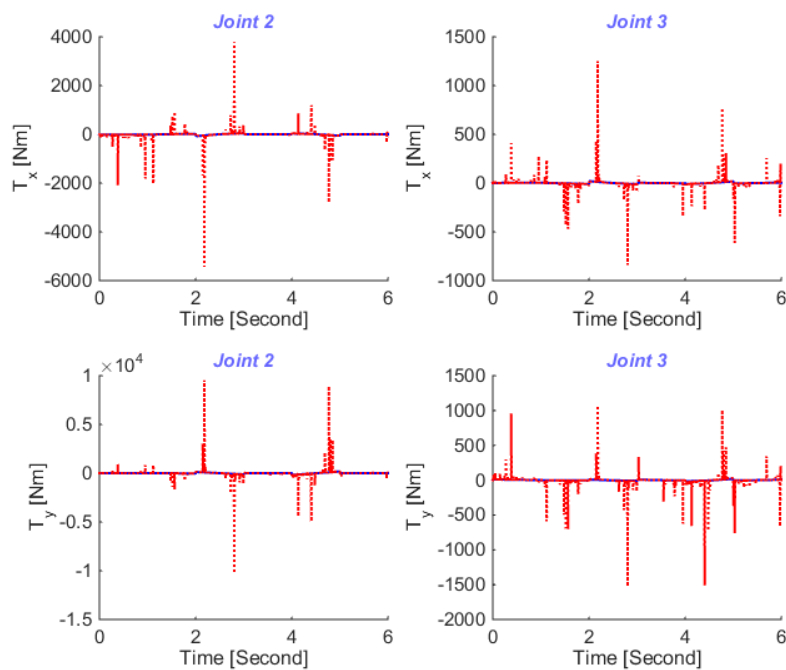 Joint 2
4000
2000
0
-2000
-4000
-6000
T_x [Nm]
0 2 4 6
Time [Second]
Joint 3
1500
1000
500
0
-500
-1000
T_x [Nm]
0 2 4 6
Time [Second]
Joint 2
×10^4
1
0.5
0
-0.5
-1
-1.5
T_y [Nm]
0 2 4 6
Time [Second]
Joint 3
1500
1000
500
0
-500
-1000
-1500
-2000
T_y [Nm]
0 2 4 6
Time [Second]